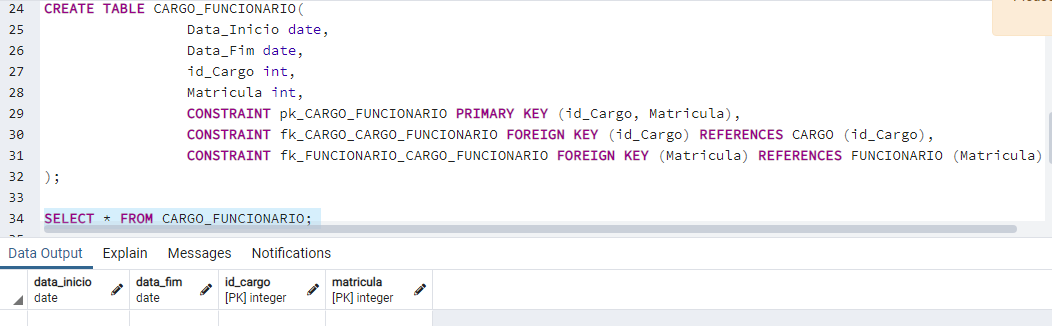 24 CREATE TABLE CARGO_FUNCIONARIO(
25 Data_Inicio date,
26 Data_Fim date,
27 id_Cargo int,
28 Matricula int,
29 CONSTRAINT pk_CARGO_FUNCIONARIO PRIMARY KEY (id_Cargo, Matricula),
30 CONSTRAINT fk_CARGO_CARGO_FUNCIONARIO FOREIGN KEY (id_Cargo) REFERENCES CARGO (id_Cargo),
31 CONSTRAINT fk_FUNCIONARIO_CARGO_FUNCIONARIO FOREIGN KEY (Matricula) REFERENCES FUNCIONARIO (Matricula)
32 );
33
34 SELECT * FROM CARGO_FUNCIONARIO;
Data Output Explain Messages Notifications
data_inicio data_fim id_cargo matricula
date date [PK] integer [PK] integer